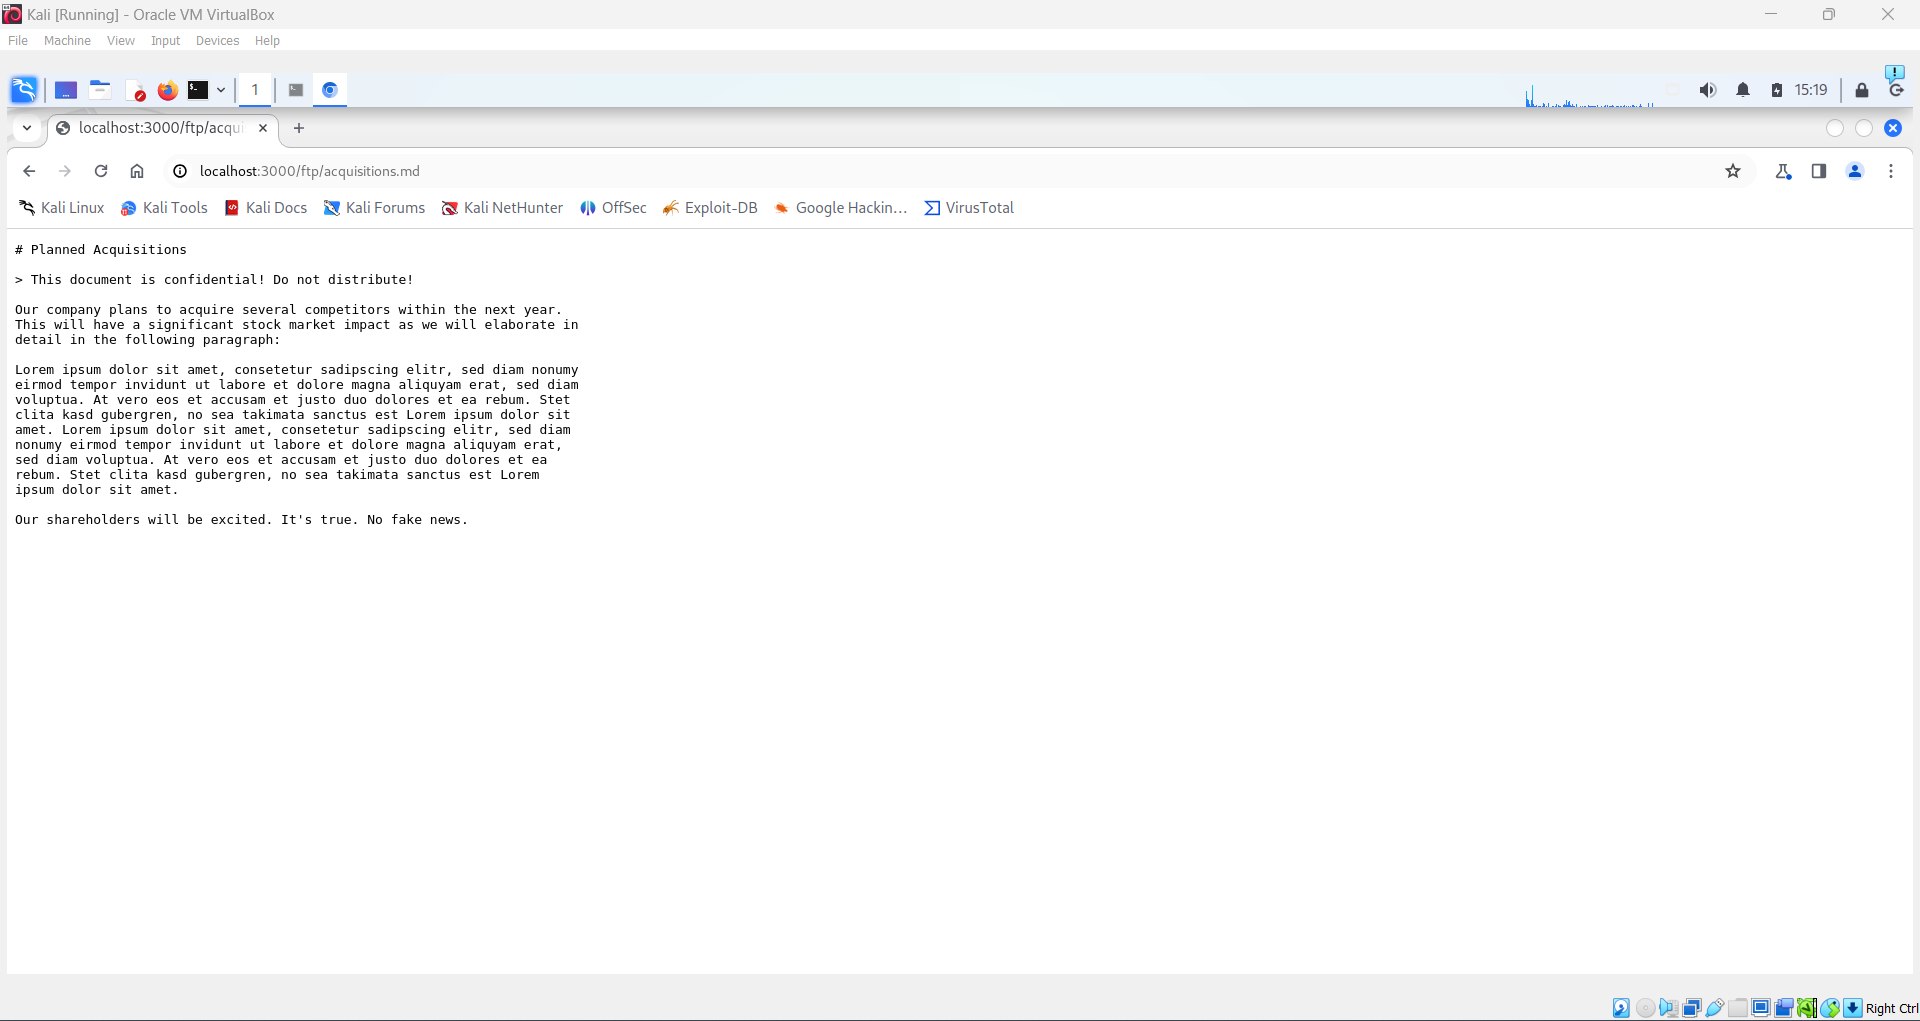 Kali [Running] - Oracle VM VirtualBox
File Machine View Input Devices Help
1
15:19
localhost:3000/ftp/acqui
localhost:3000/ftp/acquisitions.md
Kali Linux Kali Tools Kali Docs Kali Forums Kali NetHunter OffSec Exploit-DB Google Hackin... VirusTotal
# Planned Acquisitions
> This document is confidential! Do not distribute!
Our company plans to acquire several competitors within the next year.
This will have a significant stock market impact as we will elaborate in
detail in the following paragraph:
Lorem ipsum dolor sit amet, consetetur sadipscing elitr, sed diam nonumy
eirmod tempor invidunt ut labore et dolore magna aliquyam erat, sed diam
voluptua. At vero eos et accusam et justo duo dolores et ea rebum. Stet
clita kasd gubergren, no sea takimata sanctus est Lorem ipsum dolor sit
amet. Lorem ipsum dolor sit amet, consetetur sadipscing elitr, sed diam
nonumy eirmod tempor invidunt ut labore et dolore magna aliquyam erat,
sed diam voluptua. At vero eos et accusam et justo duo dolores et ea
rebum. Stet clita kasd gubergren, no sea takimata sanctus est Lorem
ipsum dolor sit amet.
Our shareholders will be excited. It's true. No fake news.
Right Ctrl